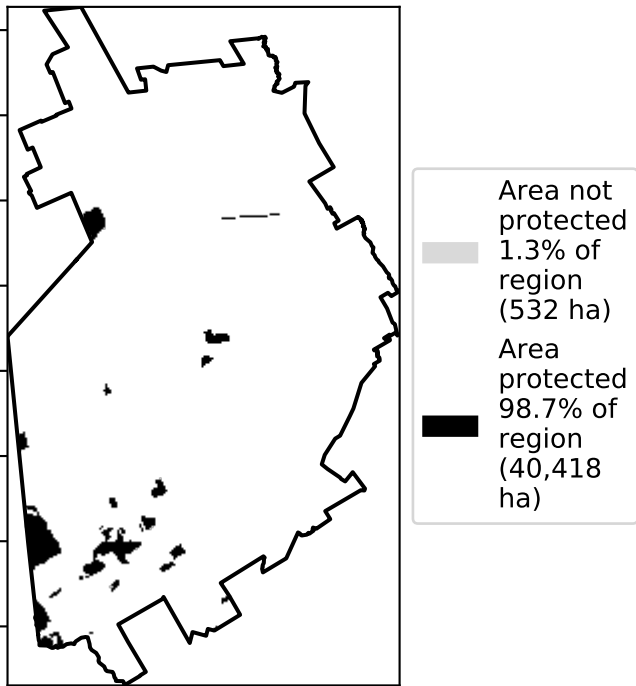 Area not
protected
1.3% of
region
(532 ha)
Area
protected
98.7% of
region
(40,418
ha)